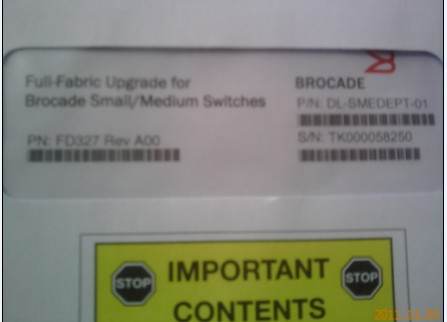 Full-Fabric Upgrade for
Brocade Small/Medium Switches
PN: FD327 Rev A00
BROCADE
P/N: DL-SMEDEPT-01
S/N: TK000058250
STOP
IMPORTANT
CONTENTS
STOP